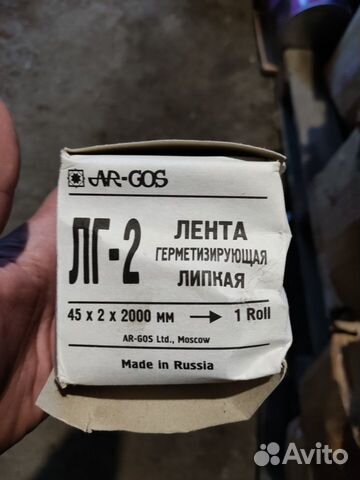 AR-GOS
ЛГ-2
ЛЕНТА
ГЕРМЕТИЗИРУЮЩАЯ
ЛИПКАЯ
45 x 2 x 2000 мм → 1 Roll
AR-GOS Ltd., Moscow
Made in Russia
Avito